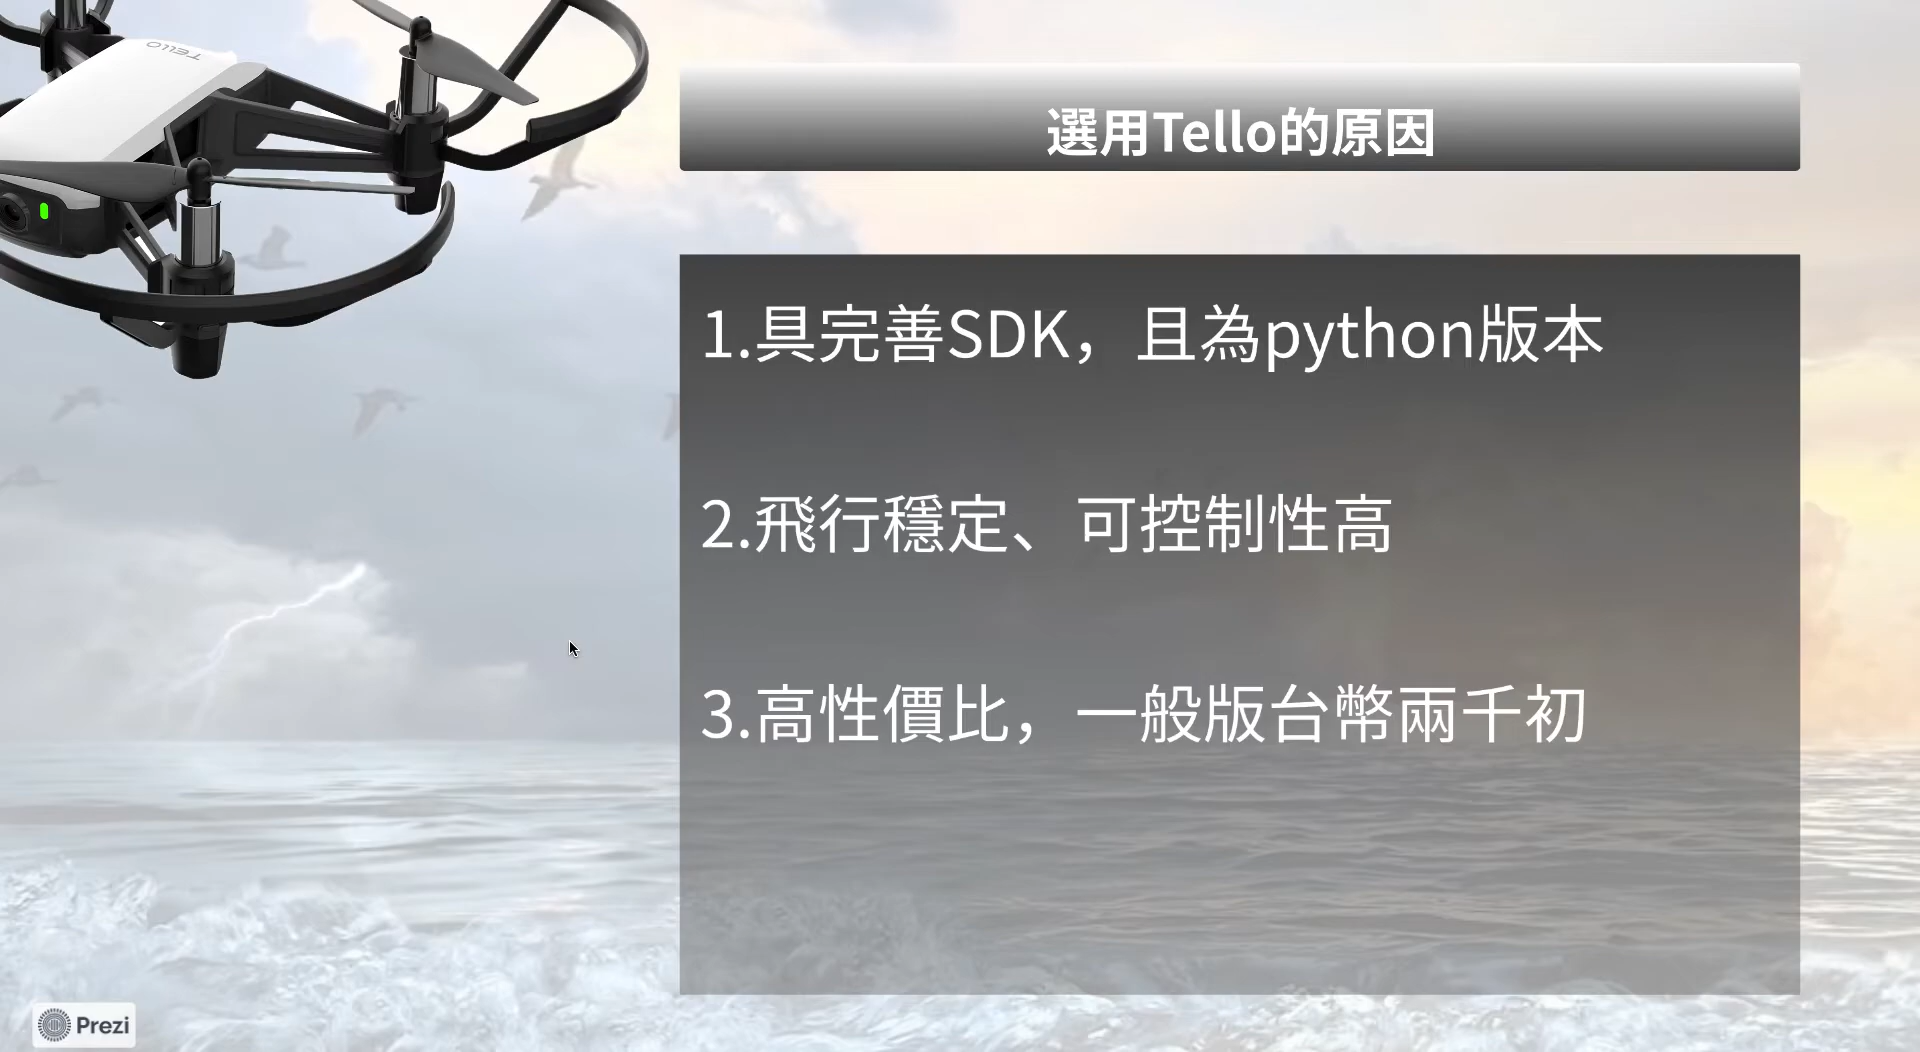 TELLO
選用Tello的原因
1.具完善SDK，且為python版本
2.飛行穩定、可控制性高
3.高性價比，一般版台幣兩千初
Prezi